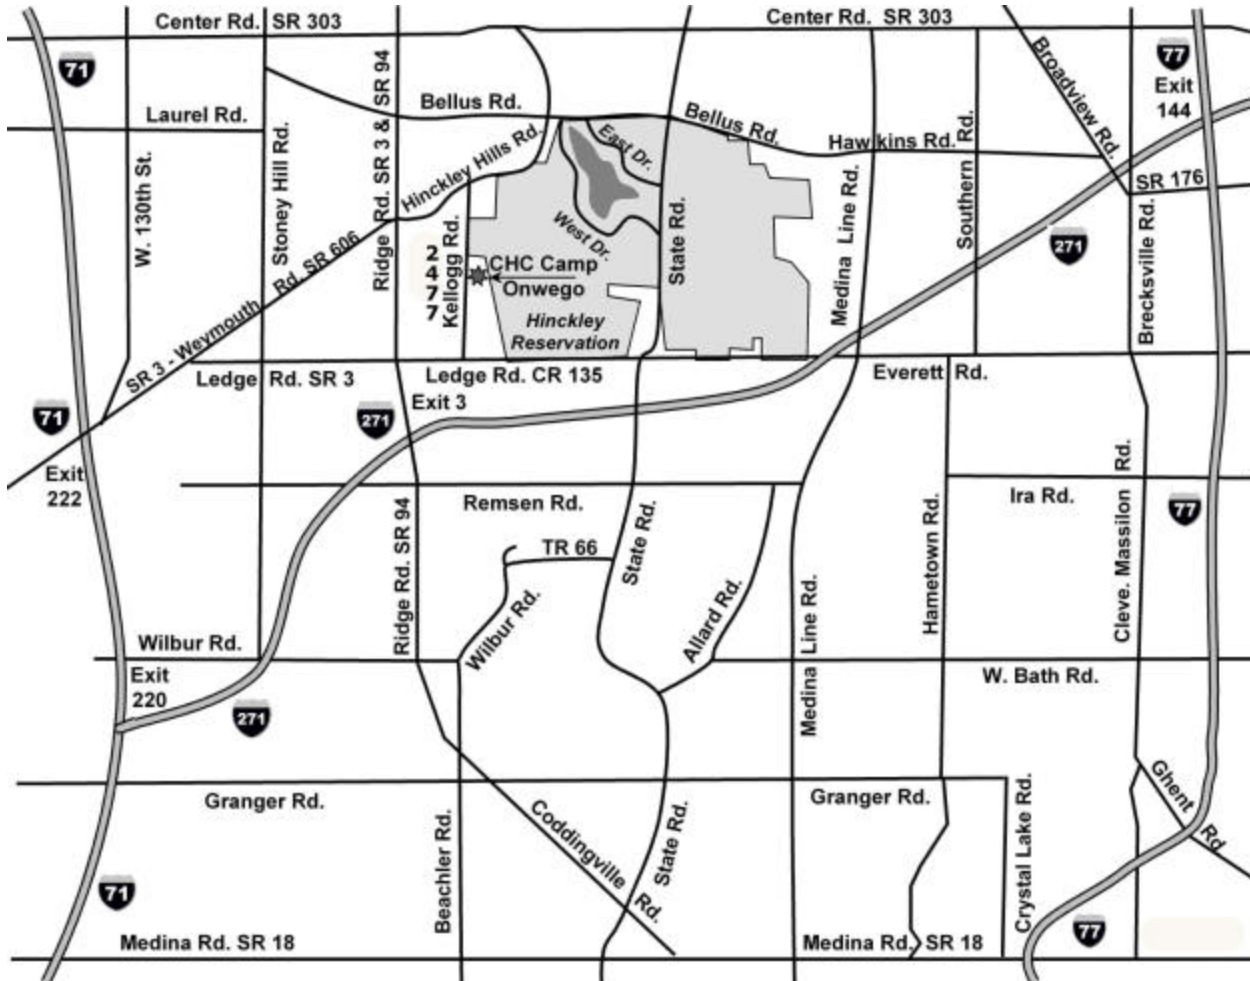 Center Rd. SR 303
Center Rd. SR 303
71
77
Exit
144
Broadview Rd.
Ridge Rd. SR 3 & SR 94
Laurel Rd.
Bellus Rd.
Bellus Rd.
East Dr.
Hawkins Rd.
Southern Rd.
W. 130th St.
Stoney Hill Rd.
Hinckley Hills Rd.
SR 176
West Dr.
State Rd.
Medina Line Rd.
271
Brecksville Rd.
SR 3 - Weymouth Rd. SR 606
Kellogg Rd.
2
4
7
7
CHC Camp
Onwego
Hinckley
Reservation
Ledge Rd. SR 3
Ledge Rd. CR 135
Everett Rd.
Exit 3
71
271
Exit
222
Remsen Rd.
Ira Rd.
77
Cleve. Massilon Rd.
Ridge Rd. SR 94
TR 66
State Rd.
Hametown Rd.
Wilbur Rd.
Wilbur Rd.
Allard Rd.
Medina Line Rd.
Exit
220
W. Bath Rd.
271
Granger Rd.
Granger Rd.
Ghent Rd
Beachler Rd.
Coddingville Rd.
State Rd.
Crystal Lake Rd.
71
77
Medina Rd. SR 18
Medina Rd. SR 18